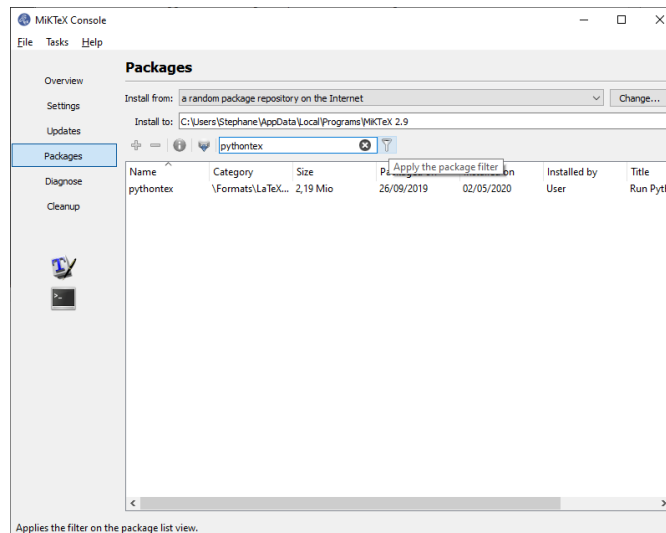 MiKTeX Console
File Tasks Help
Packages
Overview
Settings
Updates
Packages
Diagnose
Cleanup
Install from: a random package repository on the Internet Change...
Install to: C:\Users\Stephane\AppData\Local\Programs\MiKTeX 2.9
pythontex
Apply the package filter
Name Category Size on Installed by Title
pythontex \Formats\LaTeX... 2,19 Mio 26/09/2019 02/05/2020 User Run Pyt
Applies the filter on the package list view.